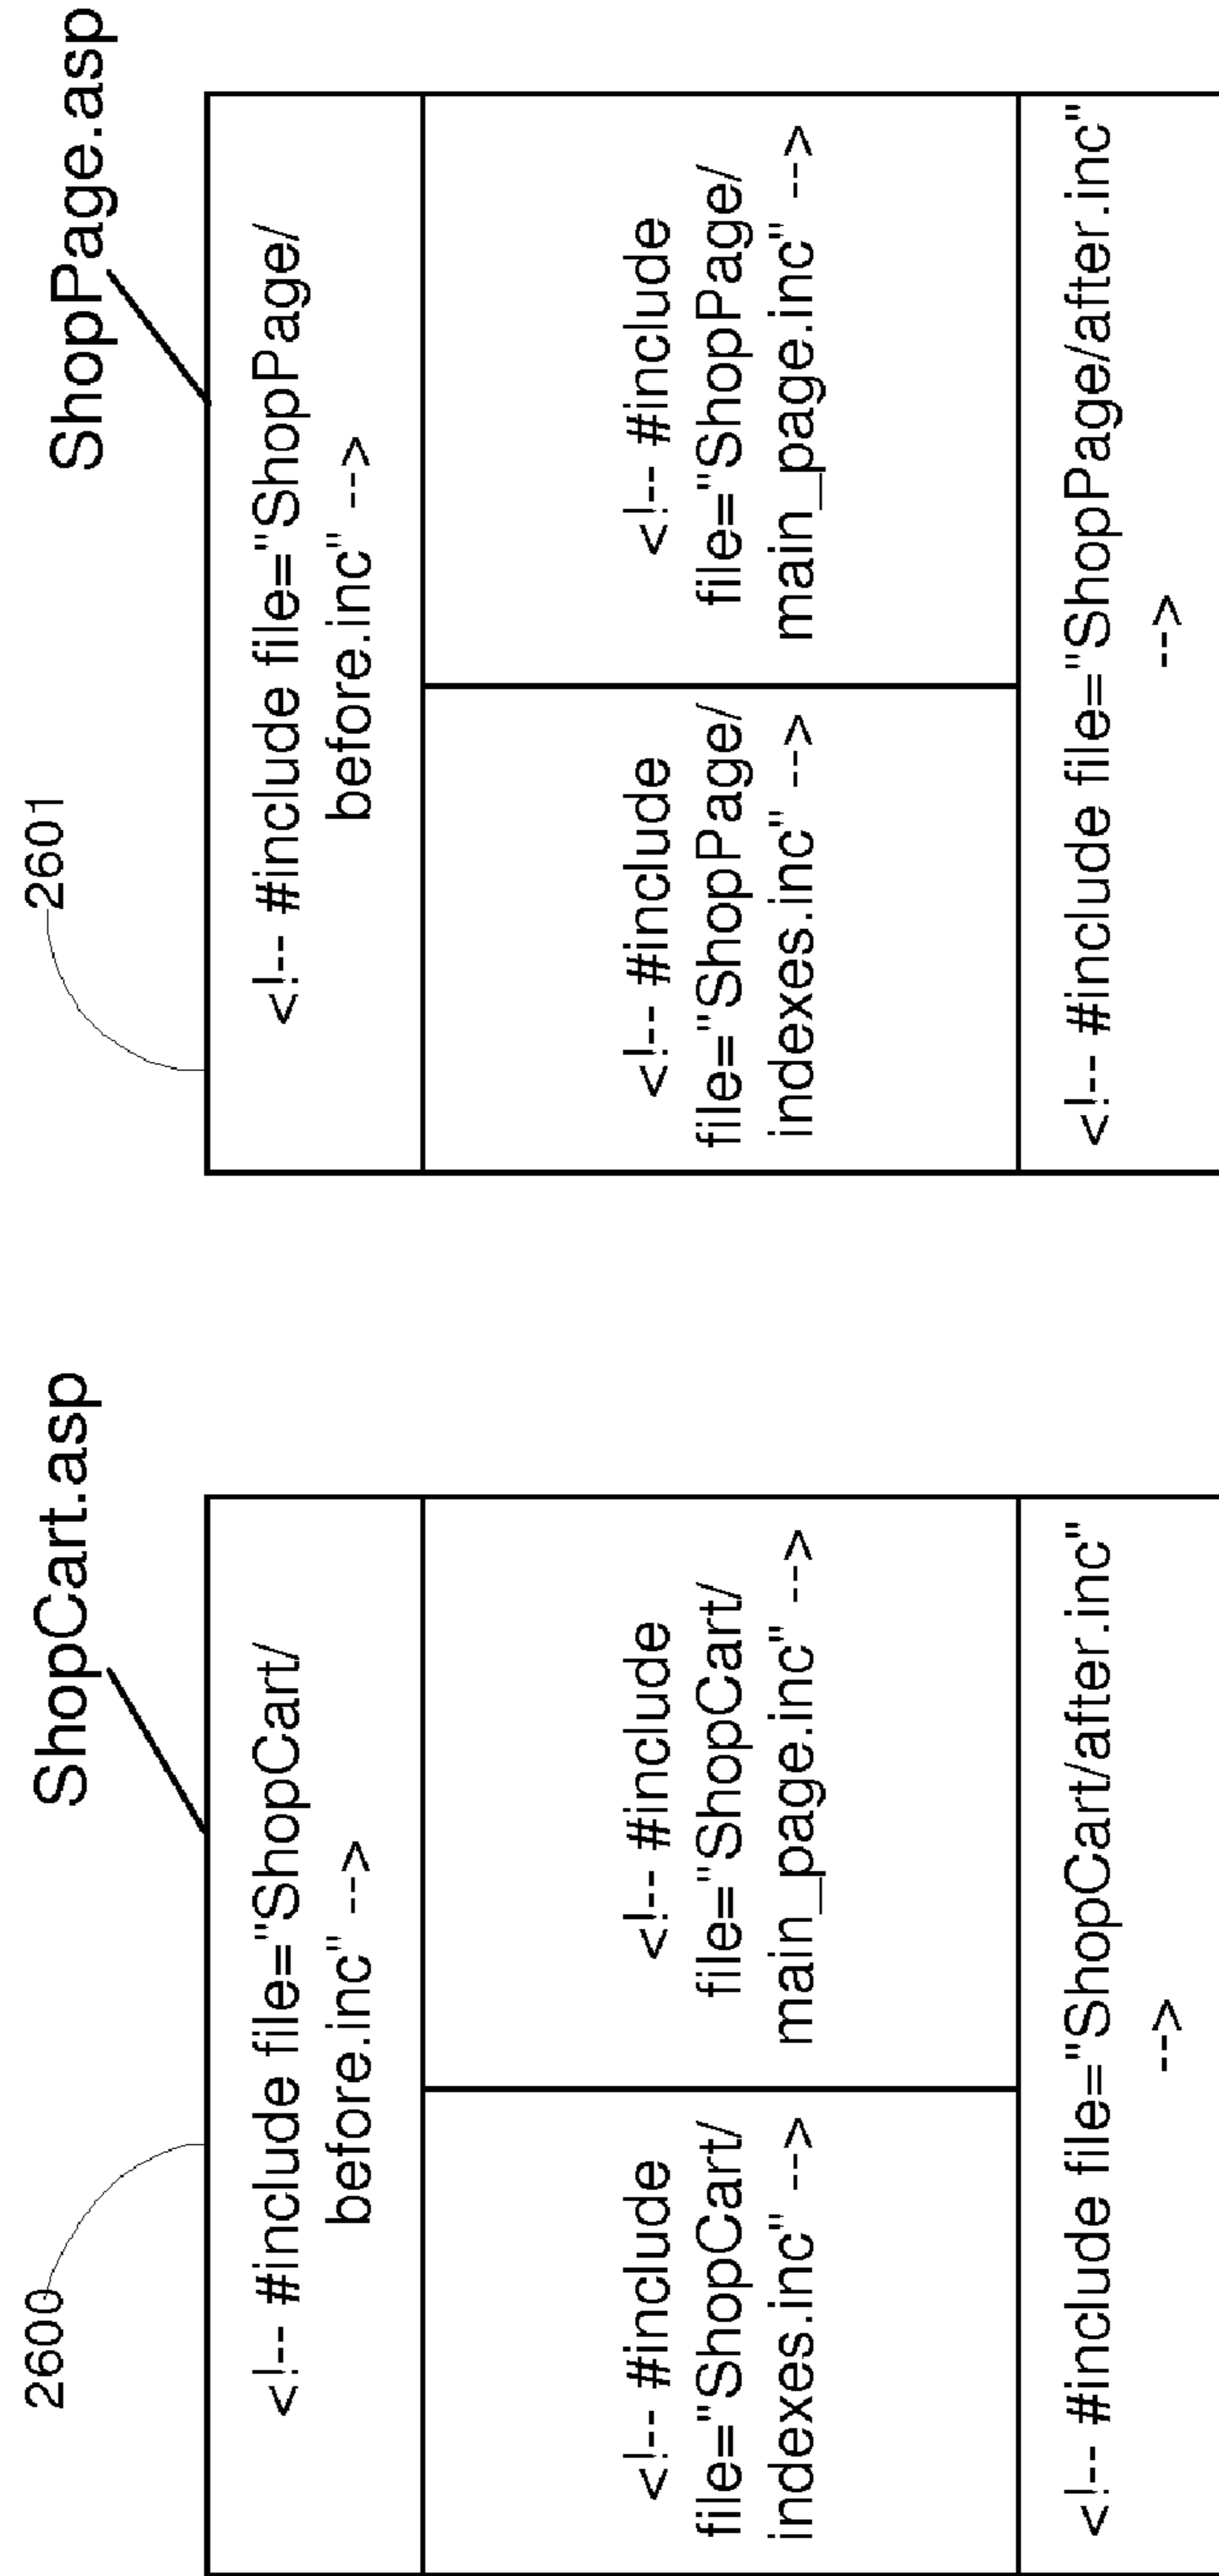 2600
ShopCart.asp
<!-- #include file="ShopCart/
before.inc" -->
<!-- #include
file="ShopCart/
indexes.inc" -->
<!-- #include
file="ShopCart/
main_page.inc" -->
<!-- #include file="ShopCart/after.inc"
-->
2601
ShopPage.asp
<!-- #include file="ShopPage/
before.inc" -->
<!-- #include
file="ShopPage/
indexes.inc" -->
<!-- #include
file="ShopPage/
main_page.inc" -->
<!-- #include file="ShopPage/after.inc"
-->